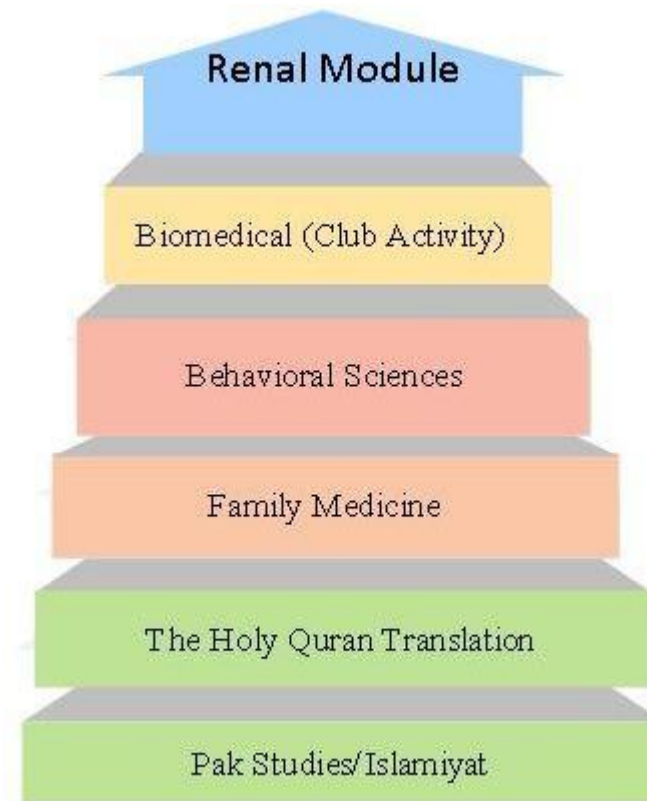 Renal Module
Biomedical (Club Activity)
Behavioral Sciences
Family Medicine
The Holy Quran Translation
Pak Studies/Islamiyat